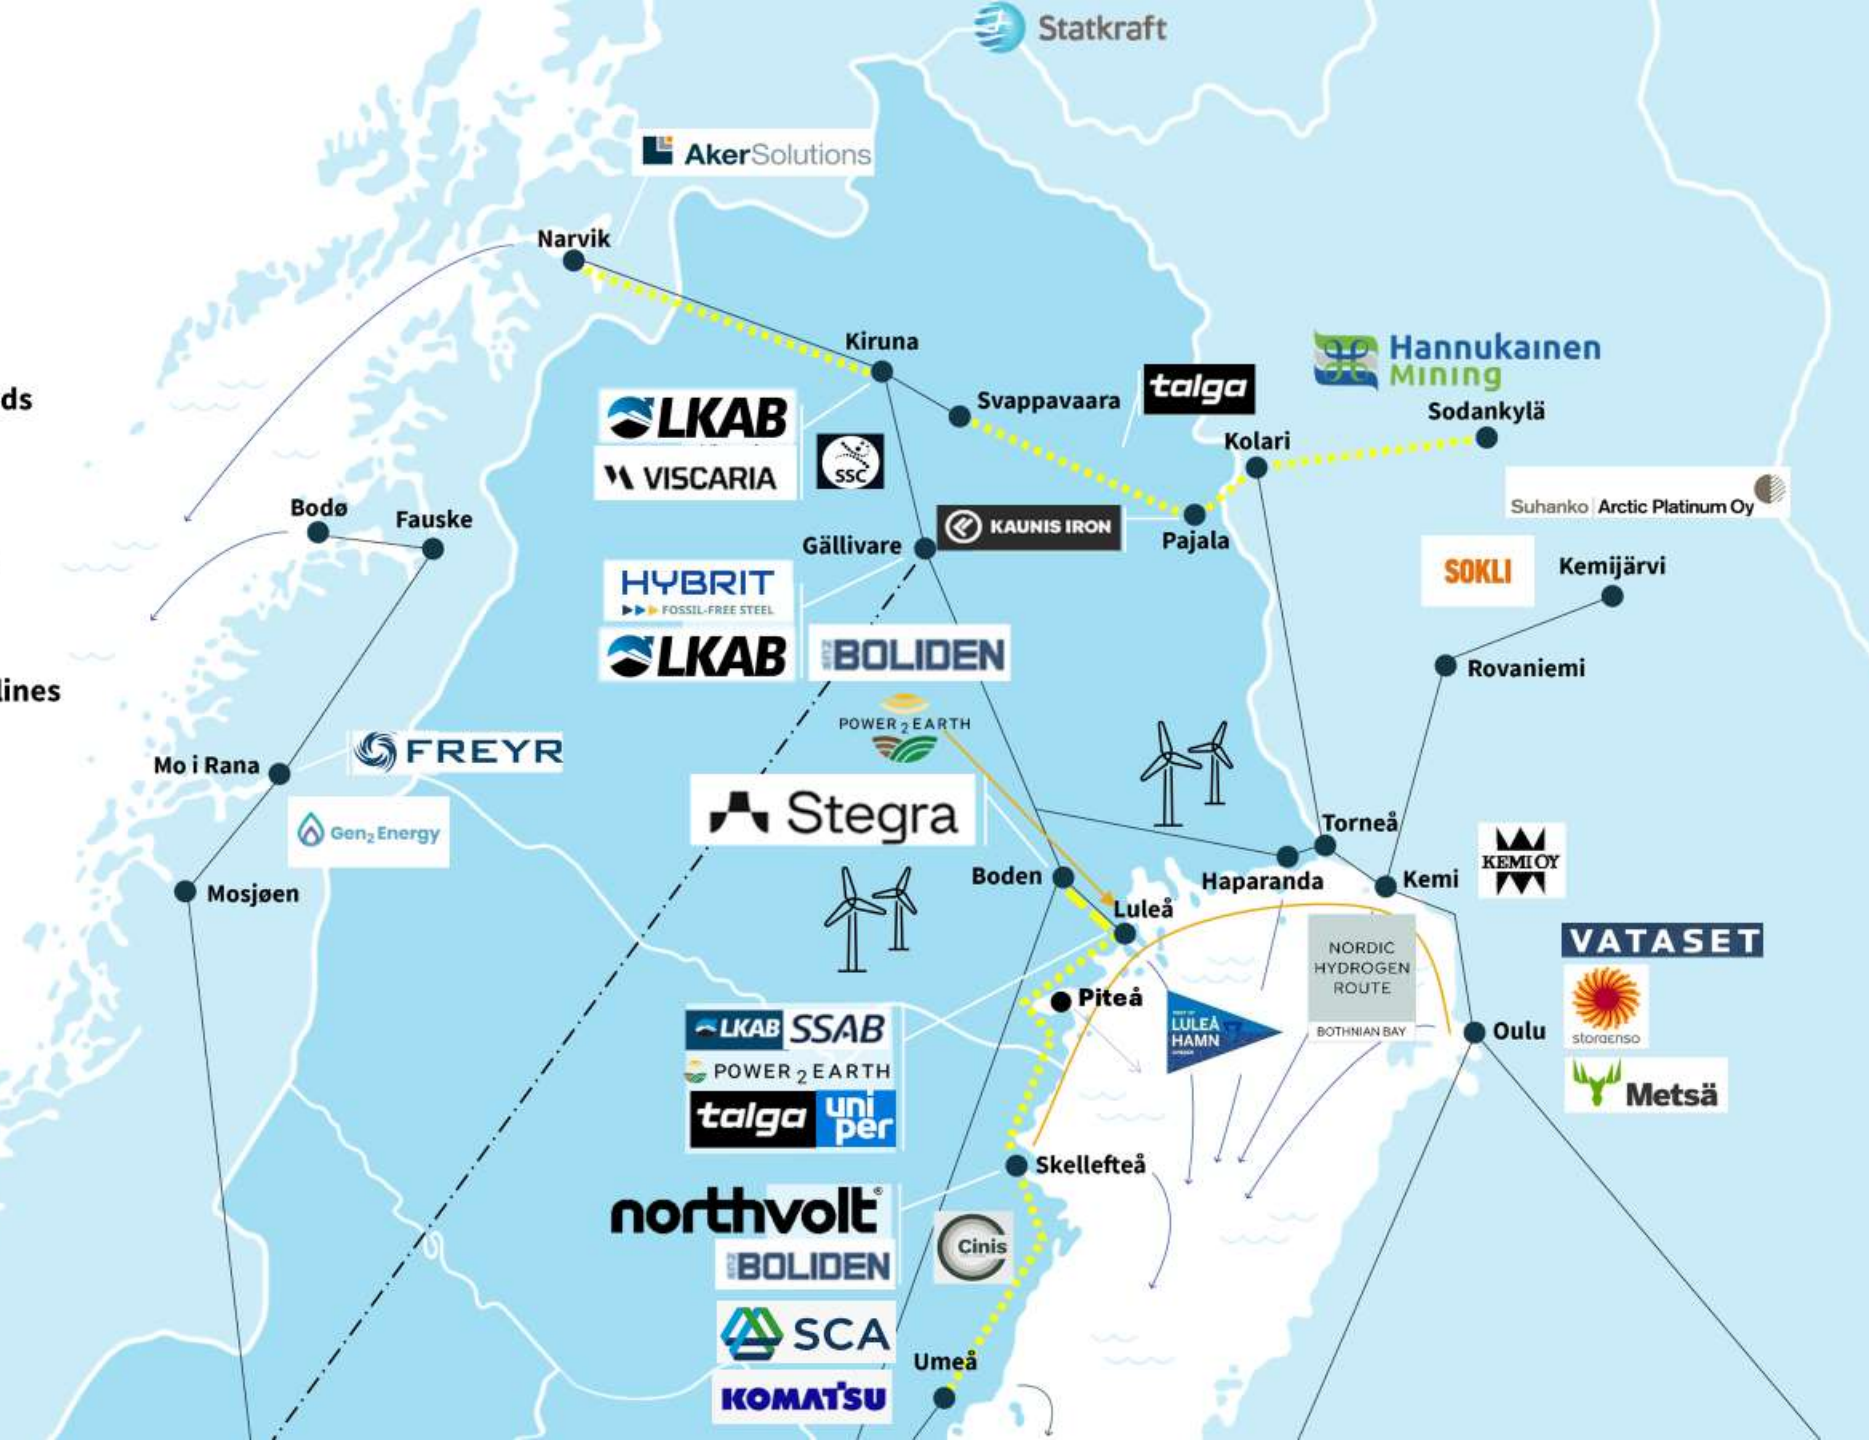 Statkraft
AkerSolutions
Narvik
Kiruna
ds
LKAB
VISCARIA
SSC
Svappavaara
talga
Hannukainen
Mining
Sodankylä
Kolari
Suhanko | Arctic Platinum Oy
Bodø
Fauske
Gällivare
KAUNIS IRON
Pajala
SOKLI
Kemijärvi
HYBRIT
FOSSIL-FREE STEEL
LKAB
BOLIDEN
Rovaniemi
lines
POWER 2 EARTH
Mo i Rana
FREYR
Gen2 Energy
Stegra
Torneå
Mosjøen
Boden
Haparanda
Kemi
KEMI OY
Luleå
NORDIC
HYDROGEN
ROUTE
BOTHNIAN BAY
VATASET
storaenso
Metsä
Oulu
Piteå
LULEÅ
HAMN
LKAB SSAB
POWER 2 EARTH
talga uni
per
Skellefteå
northvolt®
BOLIDEN
Cinis
SCA
Umeå
KOMATSU